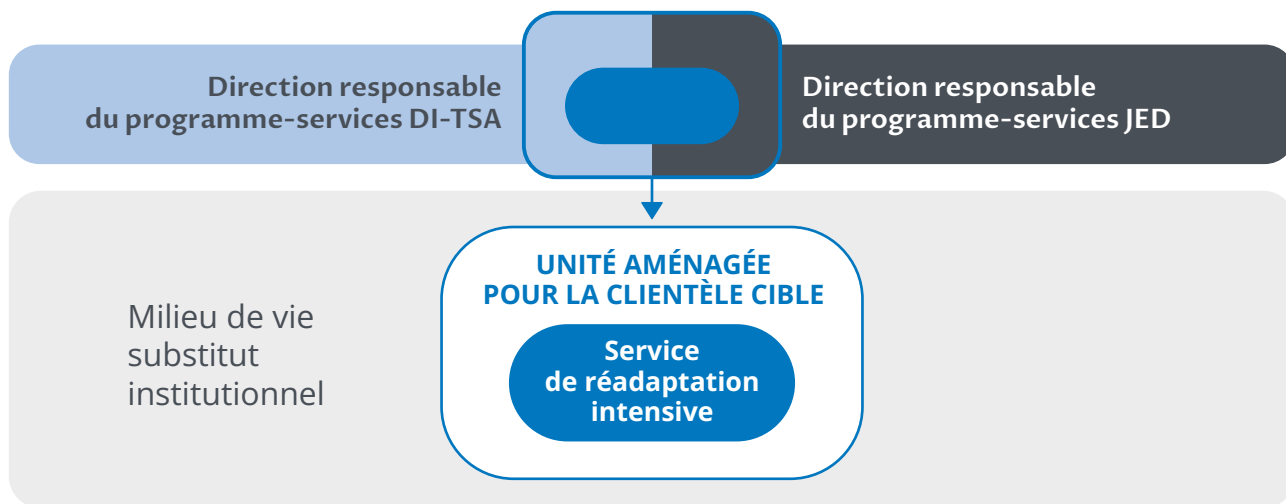 Direction responsable
du programme-services DI-TSA
Direction responsable
du programme-services JED
UNITÉ AMÉNAGÉE
POUR LA CLIENTÈLE CIBLE
Milieu de vie
substitut
institutionnel
Service
de réadaptation
intensive